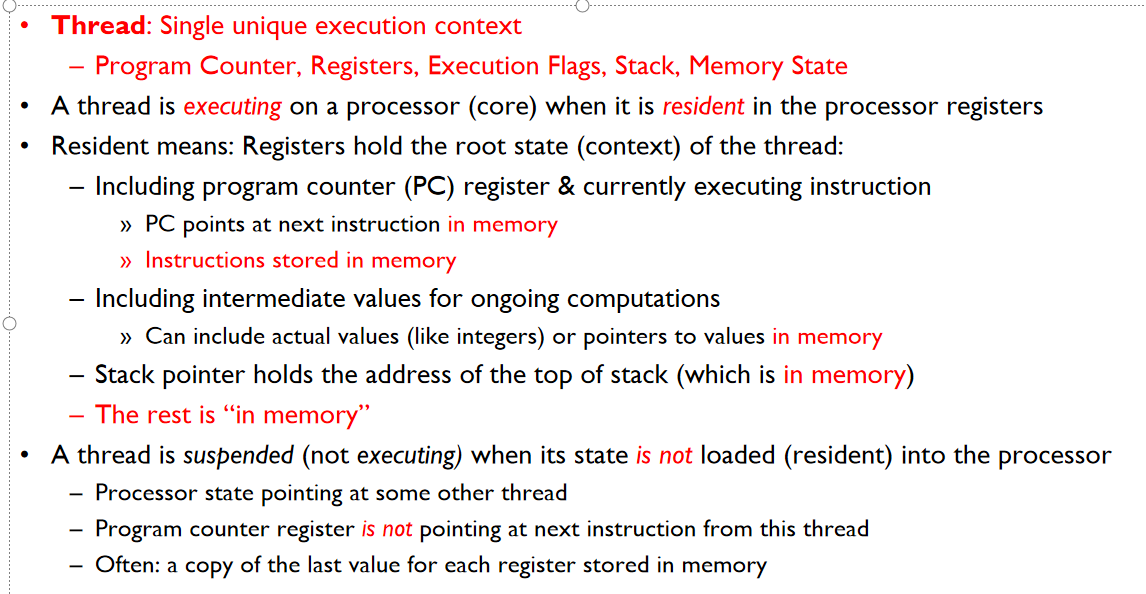 • Thread: Single unique execution context
– Program Counter, Registers, Execution Flags, Stack, Memory State
• A thread is executing on a processor (core) when it is resident in the processor registers
• Resident means: Registers hold the root state (context) of the thread:
– Including program counter (PC) register & currently executing instruction
» PC points at next instruction in memory
» Instructions stored in memory
– Including intermediate values for ongoing computations
» Can include actual values (like integers) or pointers to values in memory
– Stack pointer holds the address of the top of stack (which is in memory)
– The rest is “in memory”
• A thread is suspended (not executing) when its state is not loaded (resident) into the processor
– Processor state pointing at some other thread
– Program counter register is not pointing at next instruction from this thread
– Often: a copy of the last value for each register stored in memory